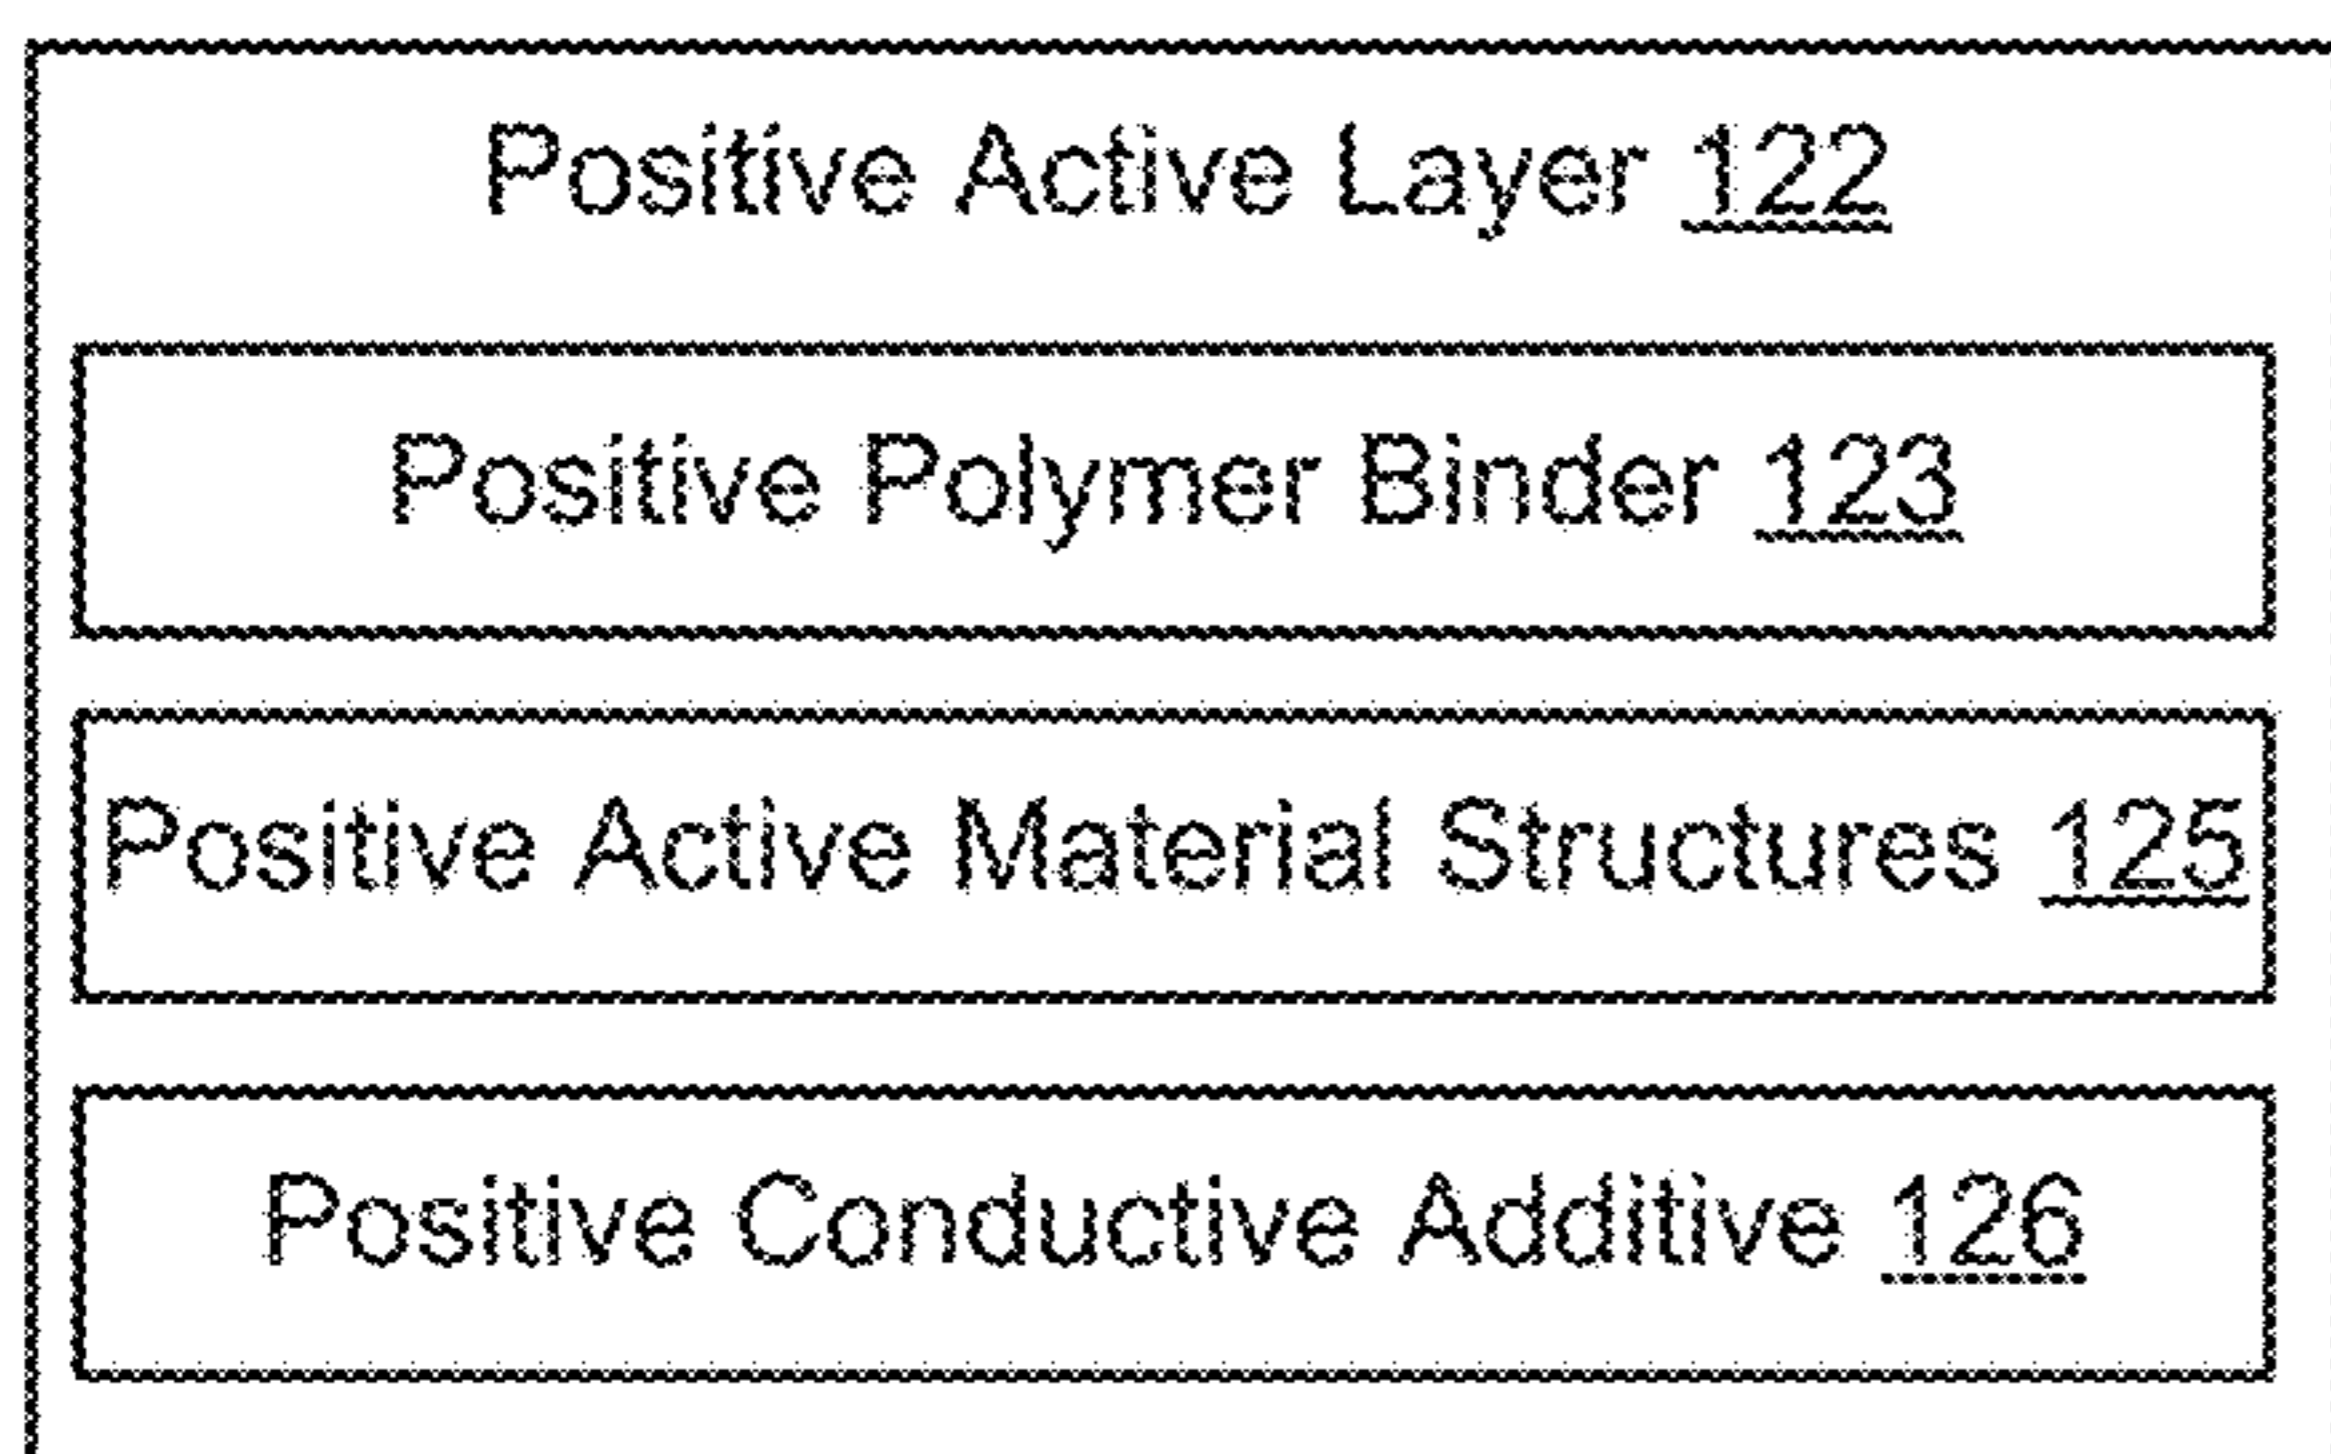 Positive Active Layer 122
Positive Polymer Binder 123
Positive Active Material Structures 125
Positive Conductive Additive 126